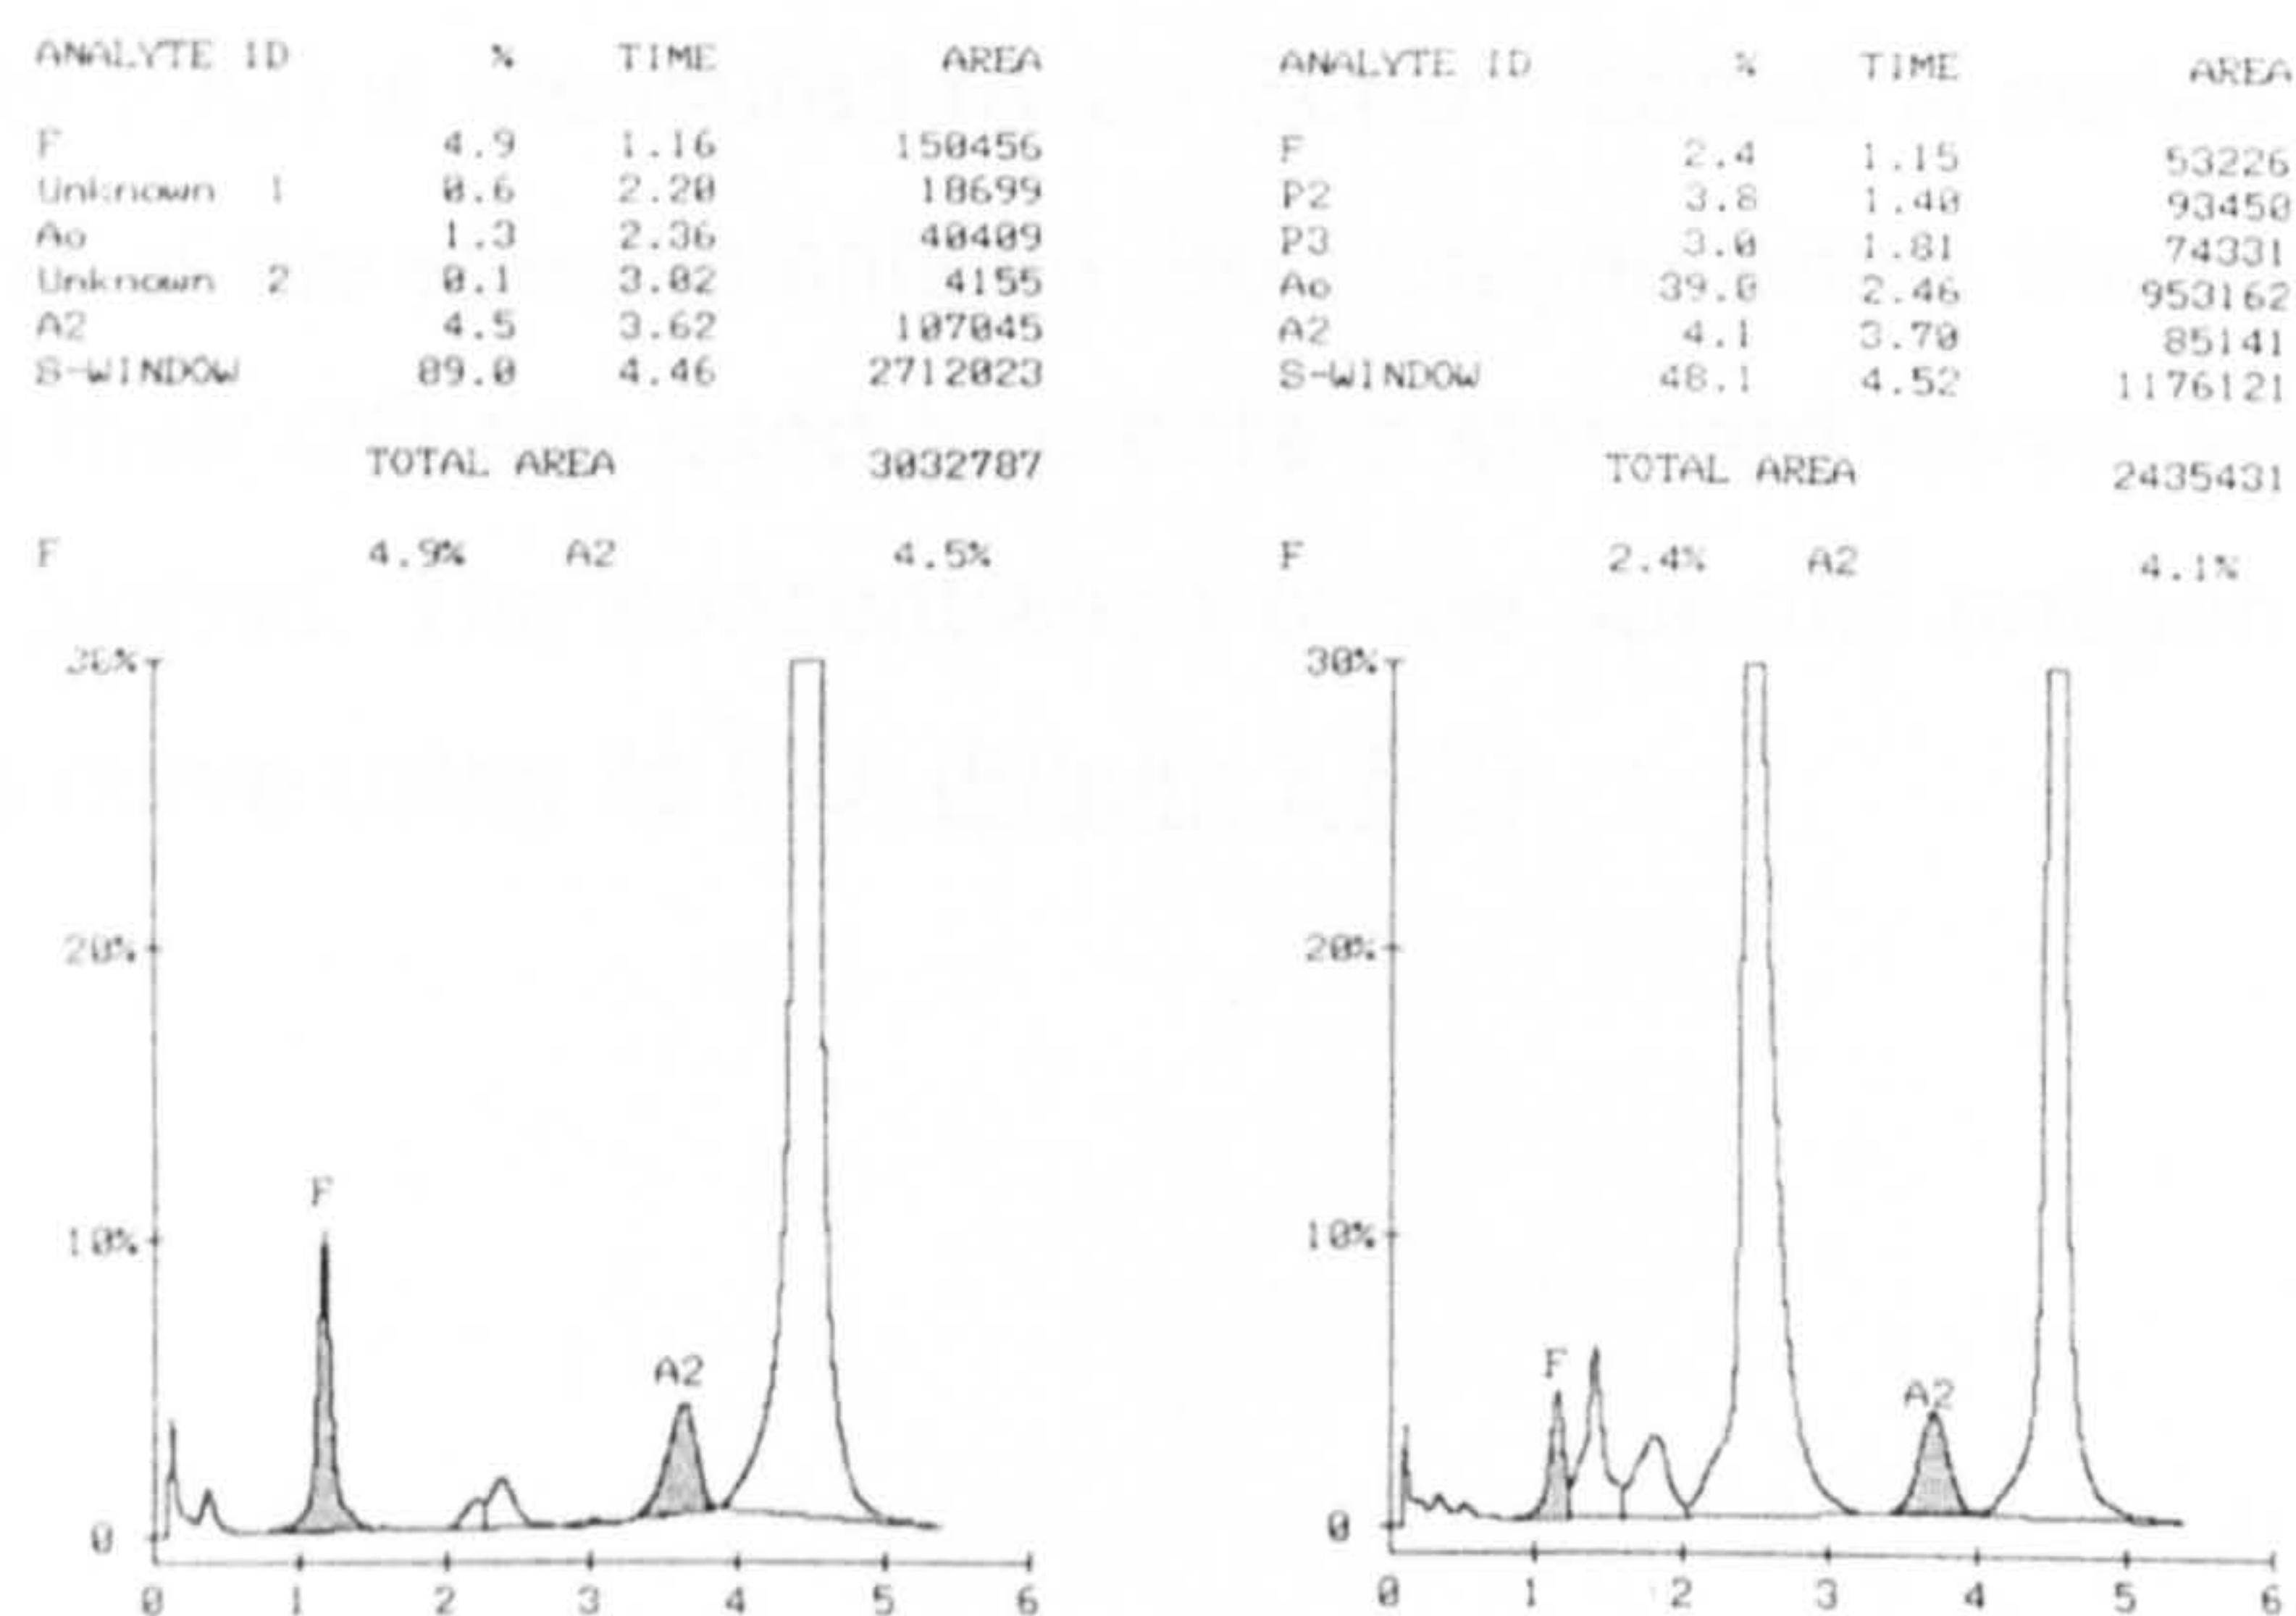 ANALYTE ID % TIME AREA
F 4.9 1.16 150456
Unknown 1 0.6 2.20 18699
Ao 1.3 2.36 40409
Unknown 2 0.1 3.02 4155
A2 4.5 3.62 107045
S-WINDOW 89.0 4.46 2712023
TOTAL AREA 3032787
F 4.9% A2 4.5%
30%
20%
10%
0
F
A2
0 1 2 3 4 5 6
ANALYTE ID % TIME AREA
F 2.4 1.15 53226
P2 3.8 1.40 93450
P3 3.0 1.81 74331
Ao 39.0 2.46 953162
A2 4.1 3.70 85141
S-WINDOW 48.1 4.52 1176121
TOTAL AREA 2435431
F 2.4% A2 4.1%
30%
20%
10%
0
F
A2
0 1 2 3 4 5 6